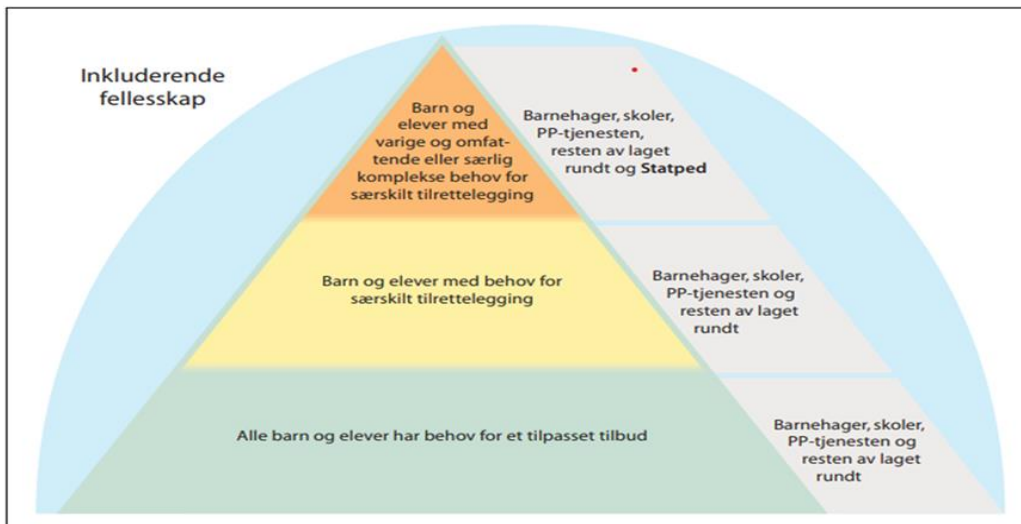 Inkluderende
fellesskap
Barn og
elever med
varige og omfat-
tende eller særlig
komplekse behov for
særskilt tilrettelegging
Barnehager, skoler,
PP-tjenesten,
resten av laget
rundt og Statped
Barn og elever med behov for
særskilt tilrettelegging
Barnehager, skoler,
PP-tjenesten og
resten av laget
rundt
Alle barn og elever har behov for et tilpasset tilbud
Barnehager, skoler,
PP-tjenesten og
resten av laget
rundt